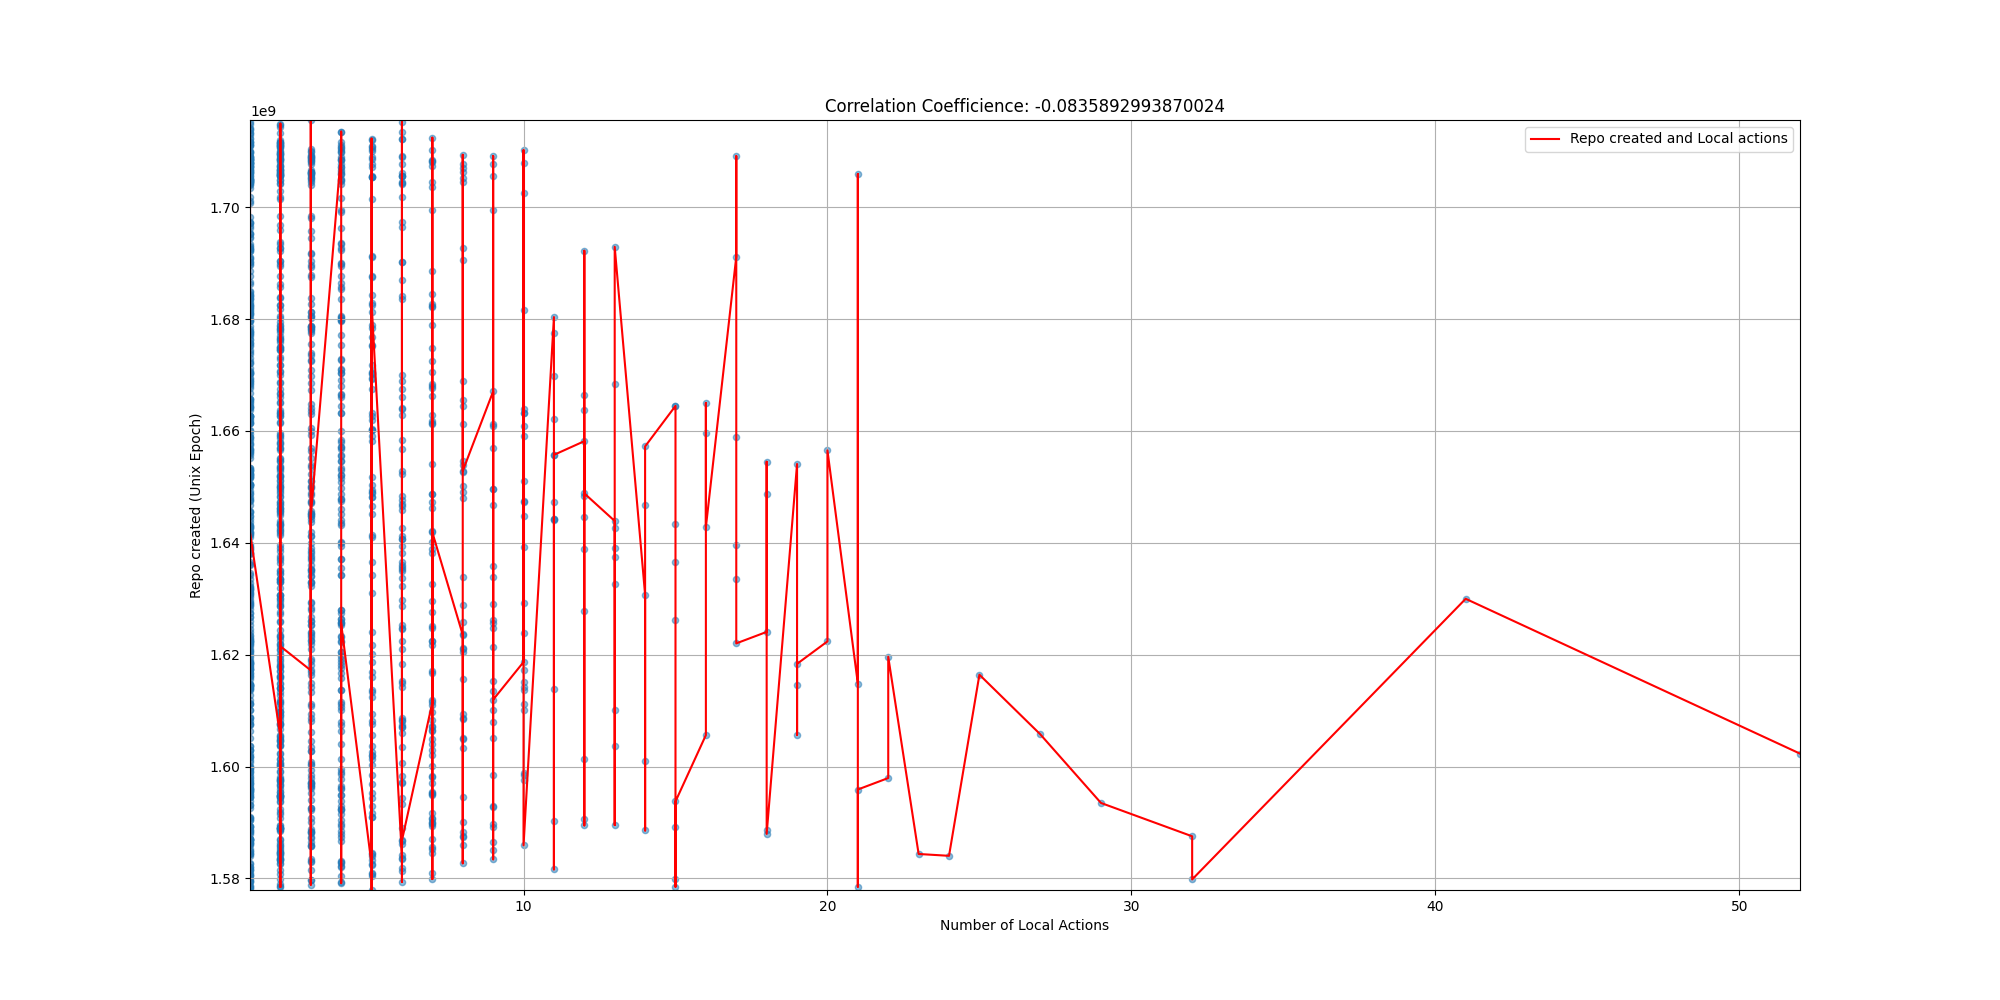 Correlation Coefficience: -0.0835892993870024
1e9
Repo created and Local actions
1.70
1.68
1.66
1.64
1.62
1.60
1.58
Repo created (Unix Epoch)
10
20
30
40
50
Number of Local Actions